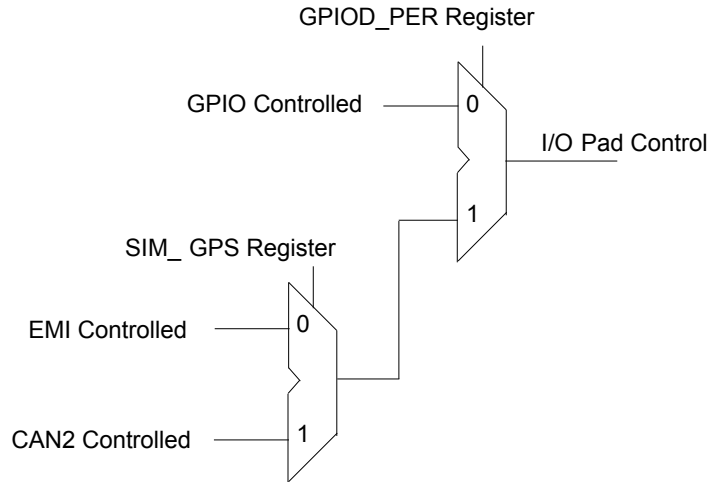 GPIOD_PER Register
GPIO Controlled
0
I/O Pad Control
1
SIM_ GPS Register
EMI Controlled
0
CAN2 Controlled
1